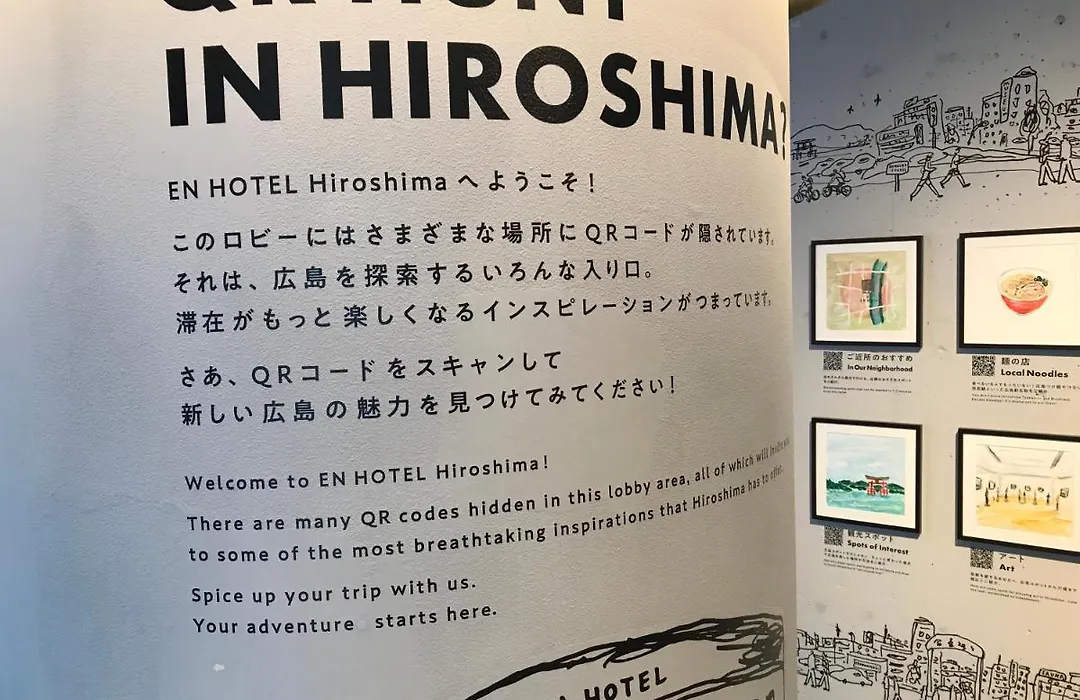 QR HUNT
IN HIROSHIMA?
EN HOTEL Hiroshima へようこそ！
このロビーにはさまざまな場所にQRコードが隠されています。
それは、広島を探索するいろんな入り口。
滞在がもっと楽しくなるインスピレーションがつまっています。
さあ、QRコードをスキャンして
新しい広島の魅力を見つけてみてください！
Welcome to EN HOTEL Hiroshima!
There are many QR codes hidden in this lobby area, all of which will invite you
to some of the most breathtaking inspirations that Hiroshima has to offer.
Spice up your trip with us.
Your adventure starts here.
HOTEL
ご近所のおすすめ
In Our Neighborhood
麺の店
Local Noodles
観光スポット
Spots of Interest
アート
Art